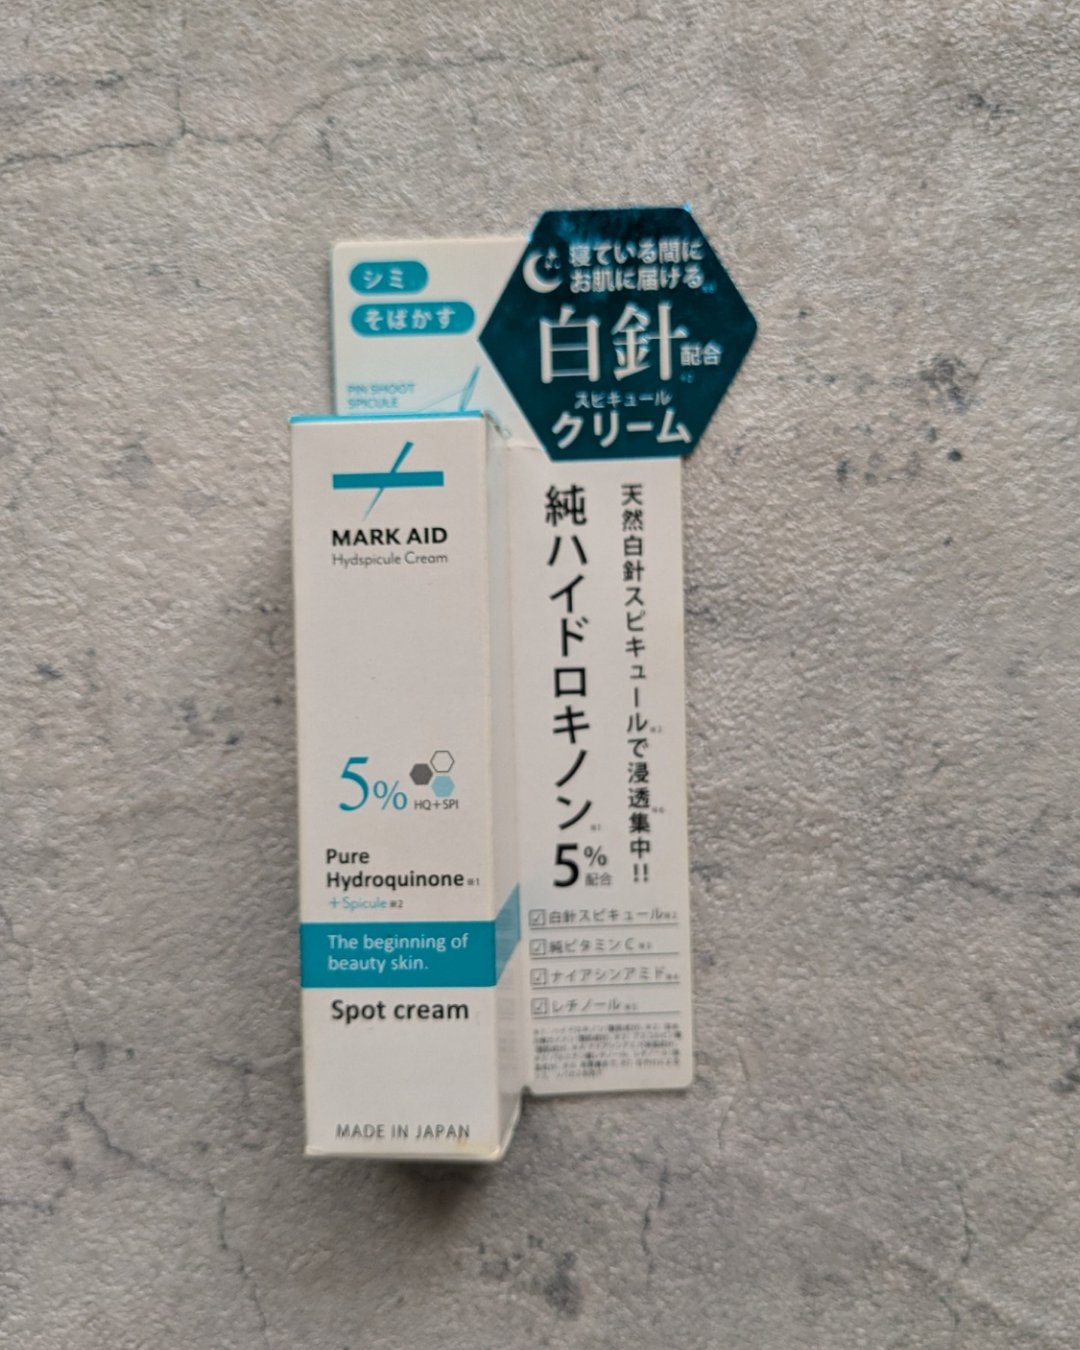 シミ
そばかす
PIN SHOOT
SPICULE
寝ている間に
お肌に届ける
白針配合
スピキュール
クリーム
MARK AID
Hydspicule Cream
5%
HQ+SPI
Pure
Hydroquinone※1
+Spicule※2
The beginning of
beauty skin.
Spot cream
MADE IN JAPAN
天然白針スピキュールで浸透集中!!
純ハイドロキノン
5%配合
白針スピキュール
純ビタミンC
ナイアシンアミド
レチノール